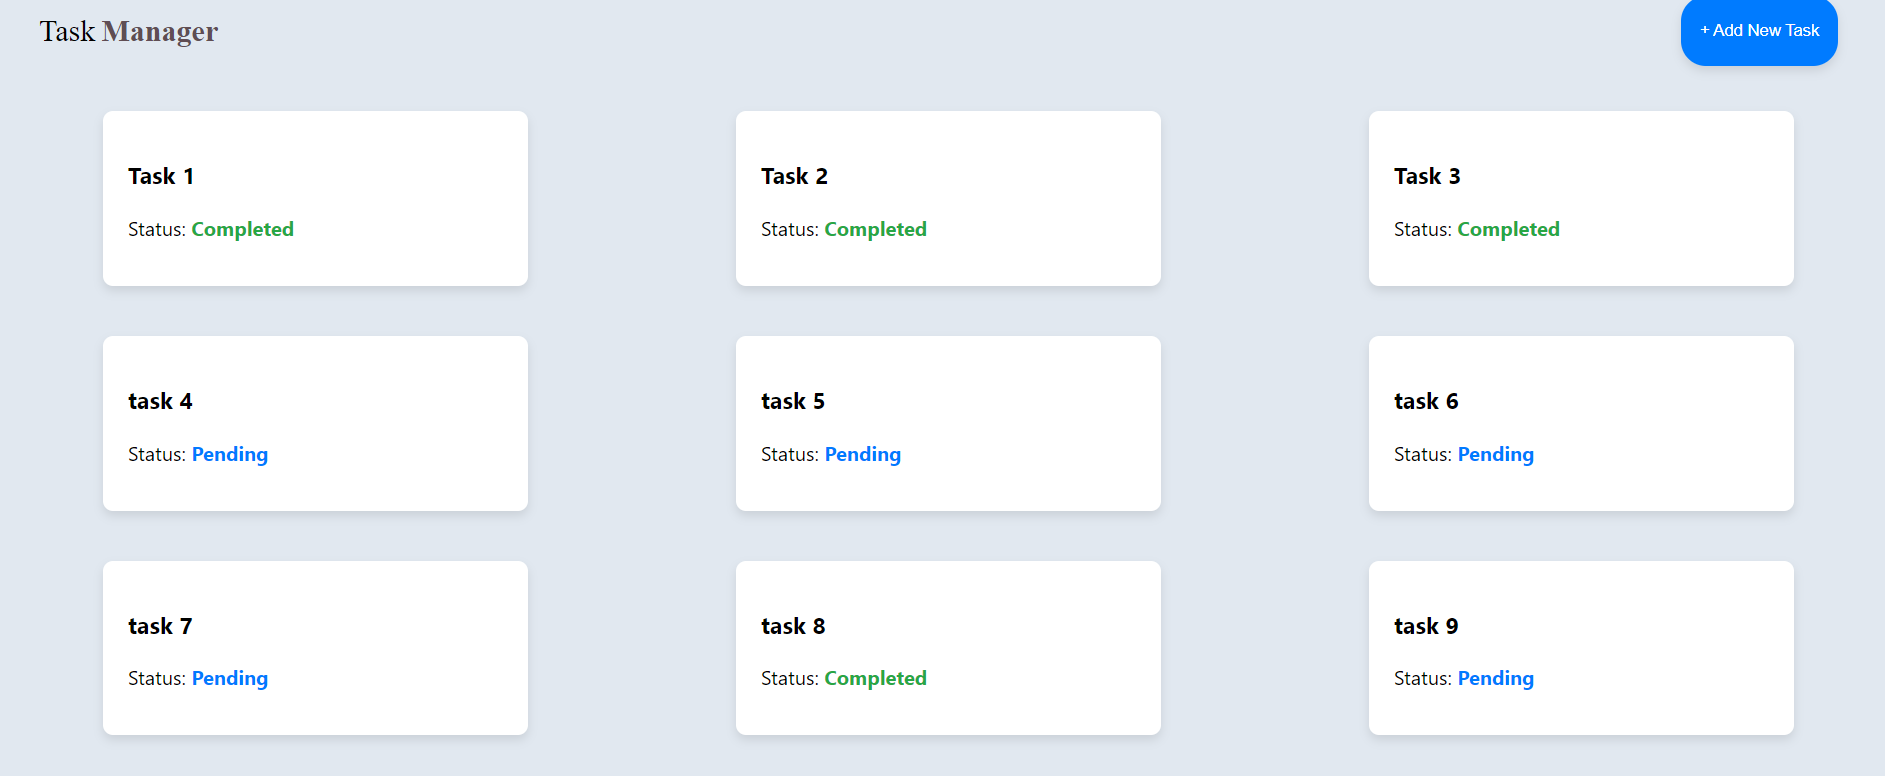 Task Manager
+ Add New Task
Task 1
Status: Completed
Task 2
Status: Completed
Task 3
Status: Completed
task 4
Status: Pending
task 5
Status: Pending
task 6
Status: Pending
task 7
Status: Pending
task 8
Status: Completed
task 9
Status: Pending